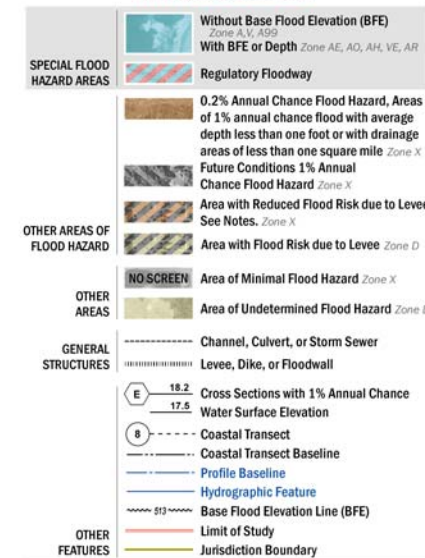 Without Base Flood Elevation (BFE)
Zone A,V, A99
With BFE or Depth Zone AE, AO, AH, VE, AR
SPECIAL FLOOD
HAZARD AREAS
Regulatory Floodway
0.2% Annual Chance Flood Hazard, Areas
of 1% annual chance flood with average
depth less than one foot or with drainage
areas of less than one square mile Zone X
Future Conditions 1% Annual
Chance Flood Hazard Zone X
Area with Reduced Flood Risk due to Levee
See Notes. Zone X
OTHER AREAS OF
FLOOD HAZARD
Area with Flood Risk due to Levee Zone D
NO SCREEN Area of Minimal Flood Hazard Zone X
OTHER
AREAS
Area of Undetermined Flood Hazard Zone
GENERAL
STRUCTURES
Channel, Culvert, or Storm Sewer
Levee, Dike, or Floodwall
E 18.2 Cross Sections with 1% Annual Chance
17.5 Water Surface Elevation
8 Coastal Transect
Coastal Transect Baseline
Profile Baseline
Hydrographic Feature
513 Base Flood Elevation Line (BFE)
OTHER
FEATURES
Limit of Study
Jurisdiction Boundary